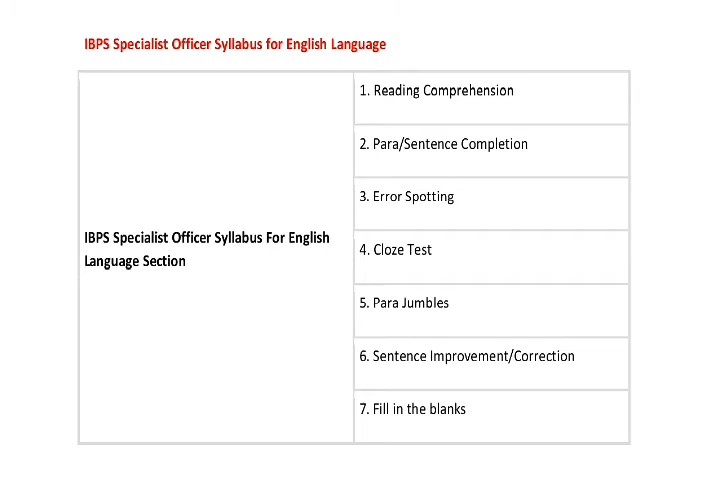 IBPS Specialist Officer Syllabus for English Language
IBPS Specialist Officer Syllabus For English
Language Section
1. Reading Comprehension
2. Para/Sentence Completion
3. Error Spotting
4. Cloze Test
5. Para Jumbles
6. Sentence Improvement/Correction
7. Fill in the blanks